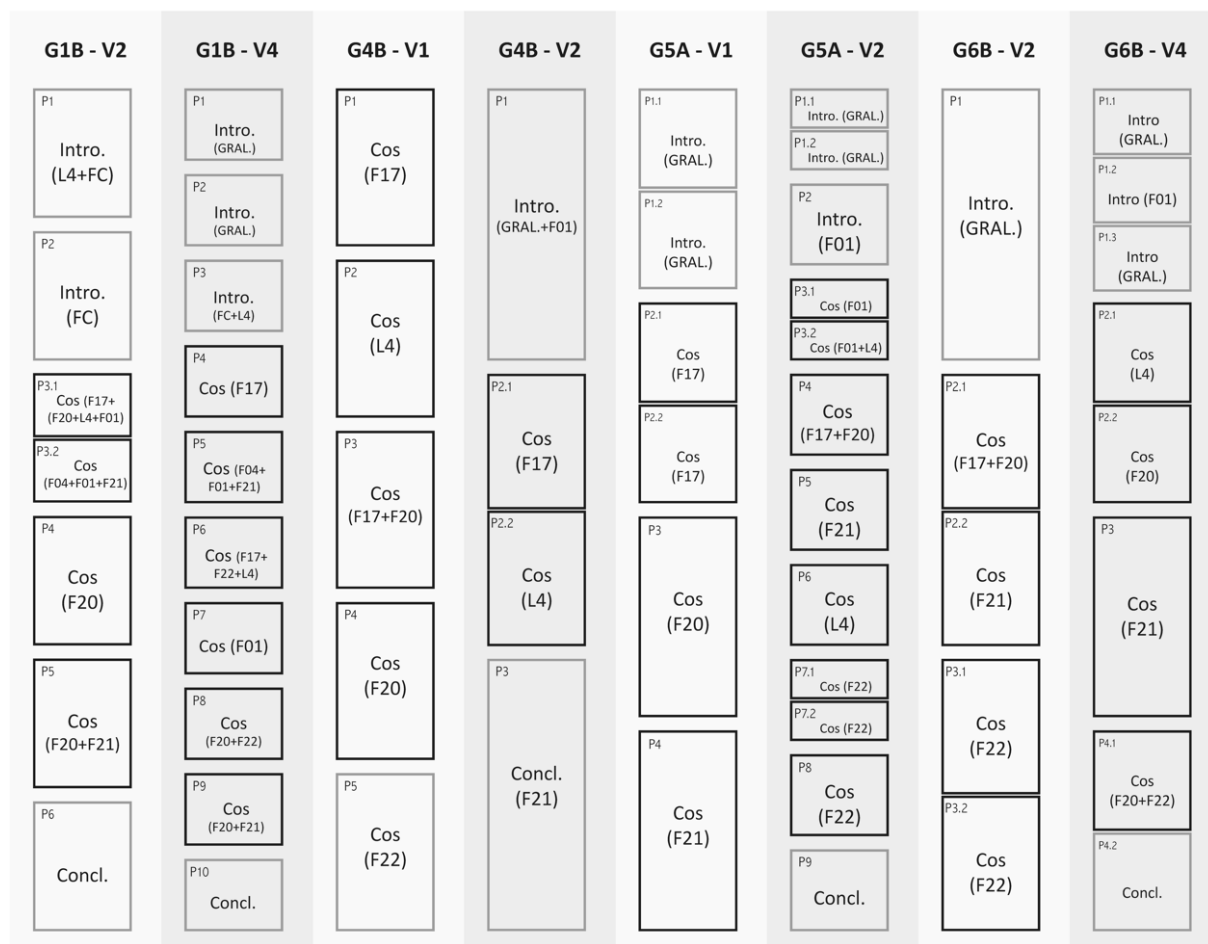 G1B - V2
P1
Intro.
(L4+FC)
P2
Intro.
(FC)
P3.1
Cos (F17+
(F20+L4+F01)
P3.2
Cos
(F04+F01+F21)
P4
Cos
(F20)
P5
Cos
(F20+F21)
P6
Concl.
G1B - V4
P1
Intro.
(GRAL.)
P2
Intro.
(GRAL.)
P3
Intro.
(FC+L4)
P4
Cos (F17)
P5
Cos (F04+
F01+F21)
P6
Cos (F17+
F22+L4)
P7
Cos (F01)
P8
Cos
(F20+F22)
P9
Cos
(F20+F21)
P10
Concl.
G4B - V1
P1
Cos
(F17)
P2
Cos
(L4)
P3
Cos
(F17+F20)
P4
Cos
(F20)
P5
Cos
(F22)
G4B - V2
P1
Intro.
(GRAL.+F01)
P2.1
Cos
(F17)
P2.2
Cos
(L4)
P3
Concl.
(F21)
G5A - V1
P1.1
Intro.
(GRAL.)
P1.2
Intro.
(GRAL.)
P2.1
Cos
(F17)
P2.2
Cos
(F17)
P3
Cos
(F20)
P4
Cos
(F21)
G5A - V2
P1.1
Intro. (GRAL.)
P1.2
Intro. (GRAL.)
P2
Intro.
(F01)
P3.1
Cos (F01)
P3.2
Cos (F01+L4)
P4
Cos
(F17+F20)
P5
Cos
(F21)
P6
Cos
(L4)
P7.1
Cos (F22)
P7.2
Cos (F22)
P8
Cos
(F22)
P9
Concl.
G6B - V2
P1
Intro.
(GRAL.)
P2.1
Cos
(F17+F20)
P2.2
Cos
(F21)
P3.1
Cos
(F22)
P3.2
Cos
(F22)
G6B - V4
P1.1
Intro
(GRAL.)
P1.2
Intro (F01)
P1.3
Intro
(GRAL.)
P2.1
Cos
(L4)
P2.2
Cos
(F20)
P3
Cos
(F21)
P4.1
Cos
(F20+F22)
P4.2
Concl.